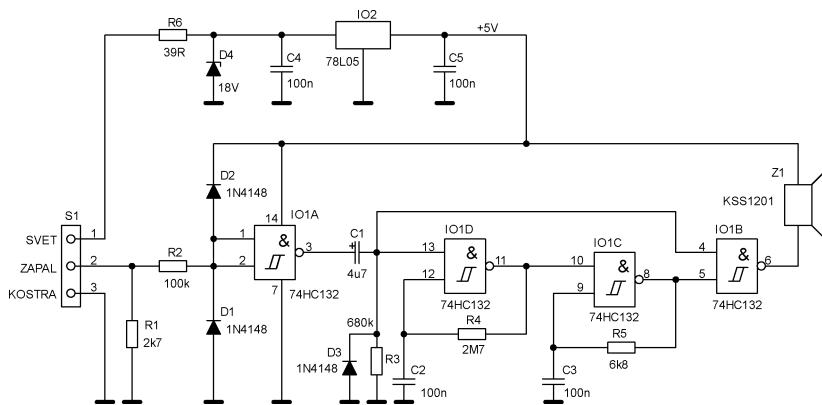 IO2
R6
39R
D4
18V
C4
100n
78L05
C5
100n
+5V
D2
1N4148
Z1
KSS1201
S1
SVET
1
ZAPAL
2
KOSTRA
3
R2
100k
R1
2k7
D1
1N4148
IO1A
14
1
2
&
3
7
74HC132
C1
+
4u7
680k
D3
1N4148
R3
IO1D
13
12
&
11
74HC132
R4
2M7
C2
100n
IO1C
10
9
&
8
74HC132
R5
6k8
C3
100n
IO1B
4
5
&
6
74HC132